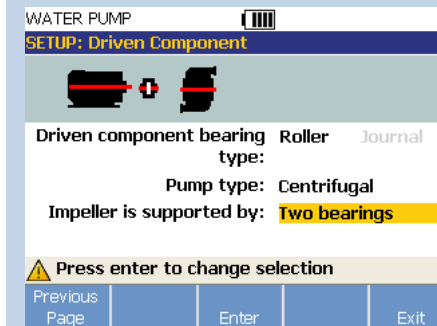 WATER PUMP
SETUP: Driven Component
Driven component bearing Roller Journal
type:
Pump type: Centrifugal
Impeller is supported by: Two bearings
Press enter to change selection
Previous
Page Enter Exit